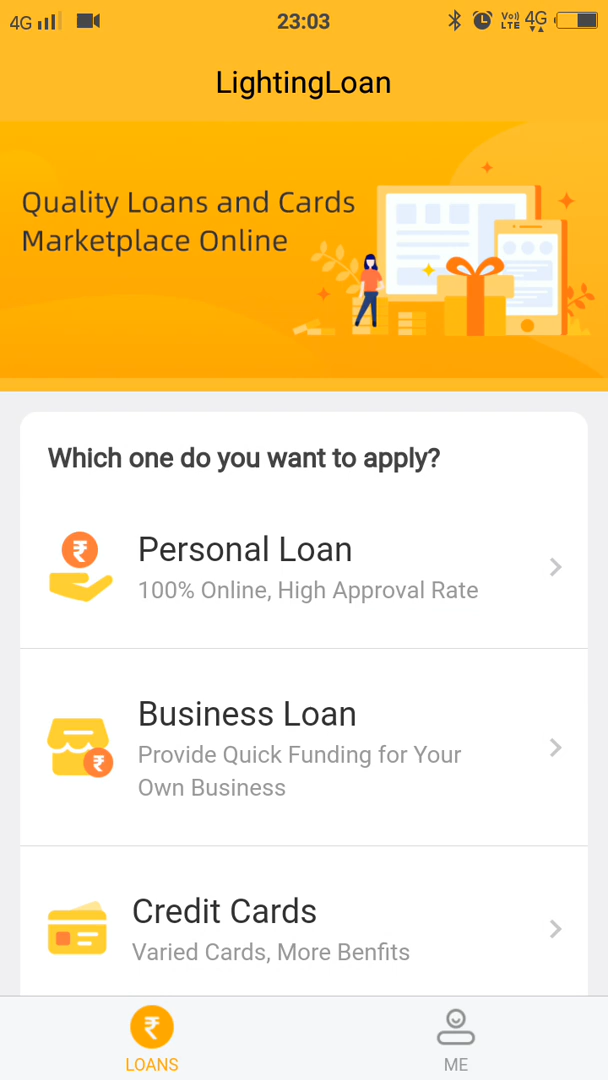 4G 23:03 VoLTE 4G
LightingLoan
Quality Loans and Cards
Marketplace Online
Which one do you want to apply?
₹
Personal Loan
100% Online, High Approval Rate
Business Loan
₹
Provide Quick Funding for Your
Own Business
Credit Cards
Varied Cards, More Benfits
₹
LOANS ME